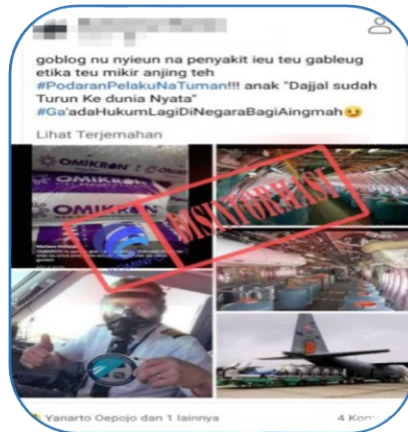 goblog nu nyieun na penyakit ieu teu gableug
etika teu mikir anjing teh
#PodaranPelakuNaTuman!!! anak "Dajjal sudah
Turun Ke dunia Nyata"
#Ga'adaHukumLagiDiNegaraBagiAingmah😉
Lihat Terjemahan
OMIKRON
OMIKRON
OMIKRON
DISINFORMASI
KOMINFO
Yanarto Oepojo dan 1 lainnya
4 Kom